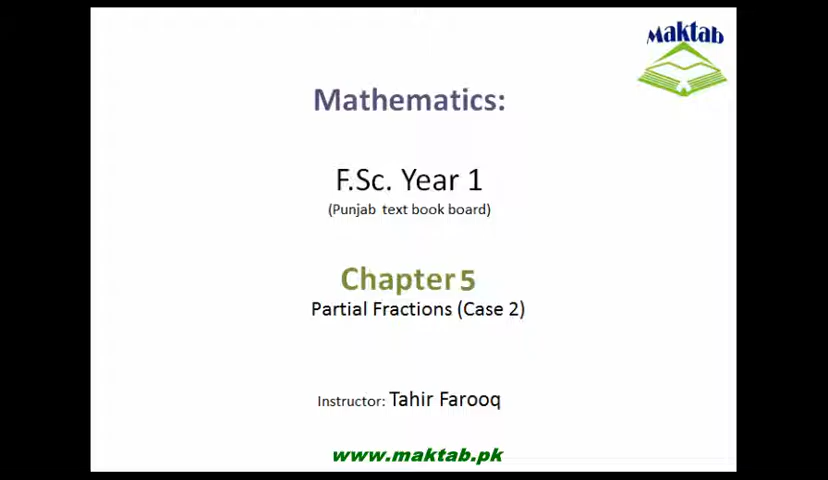 Maktab
Mathematics:
F.Sc. Year 1
(Punjab text book board)
Chapter 5
Partial Fractions (Case 2)
Instructor: Tahir Farooq
www.maktab.pk